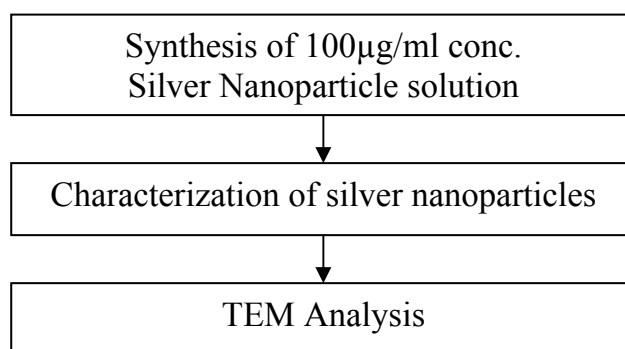 Synthesis of 100µg/ml conc.
Silver Nanoparticle solution
Characterization of silver nanoparticles
TEM Analysis